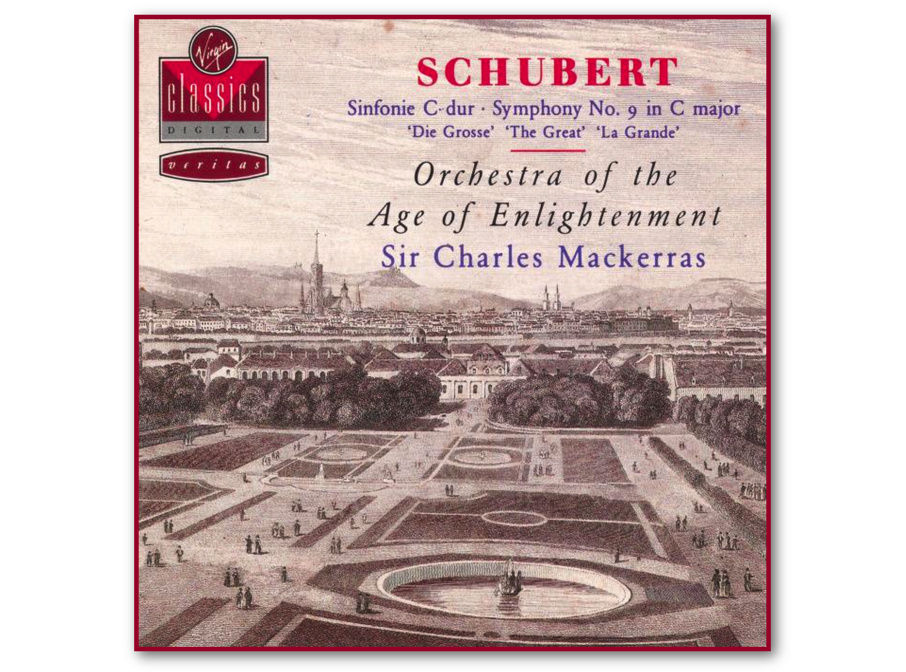 Virgin
classics
DIGITAL
veritas
SCHUBERT
Sinfonie C-dur · Symphony No. 9 in C major
‘Die Grosse’ ‘The Great’ ‘La Grande’
Orchestra of the
Age of Enlightenment
Sir Charles Mackerras